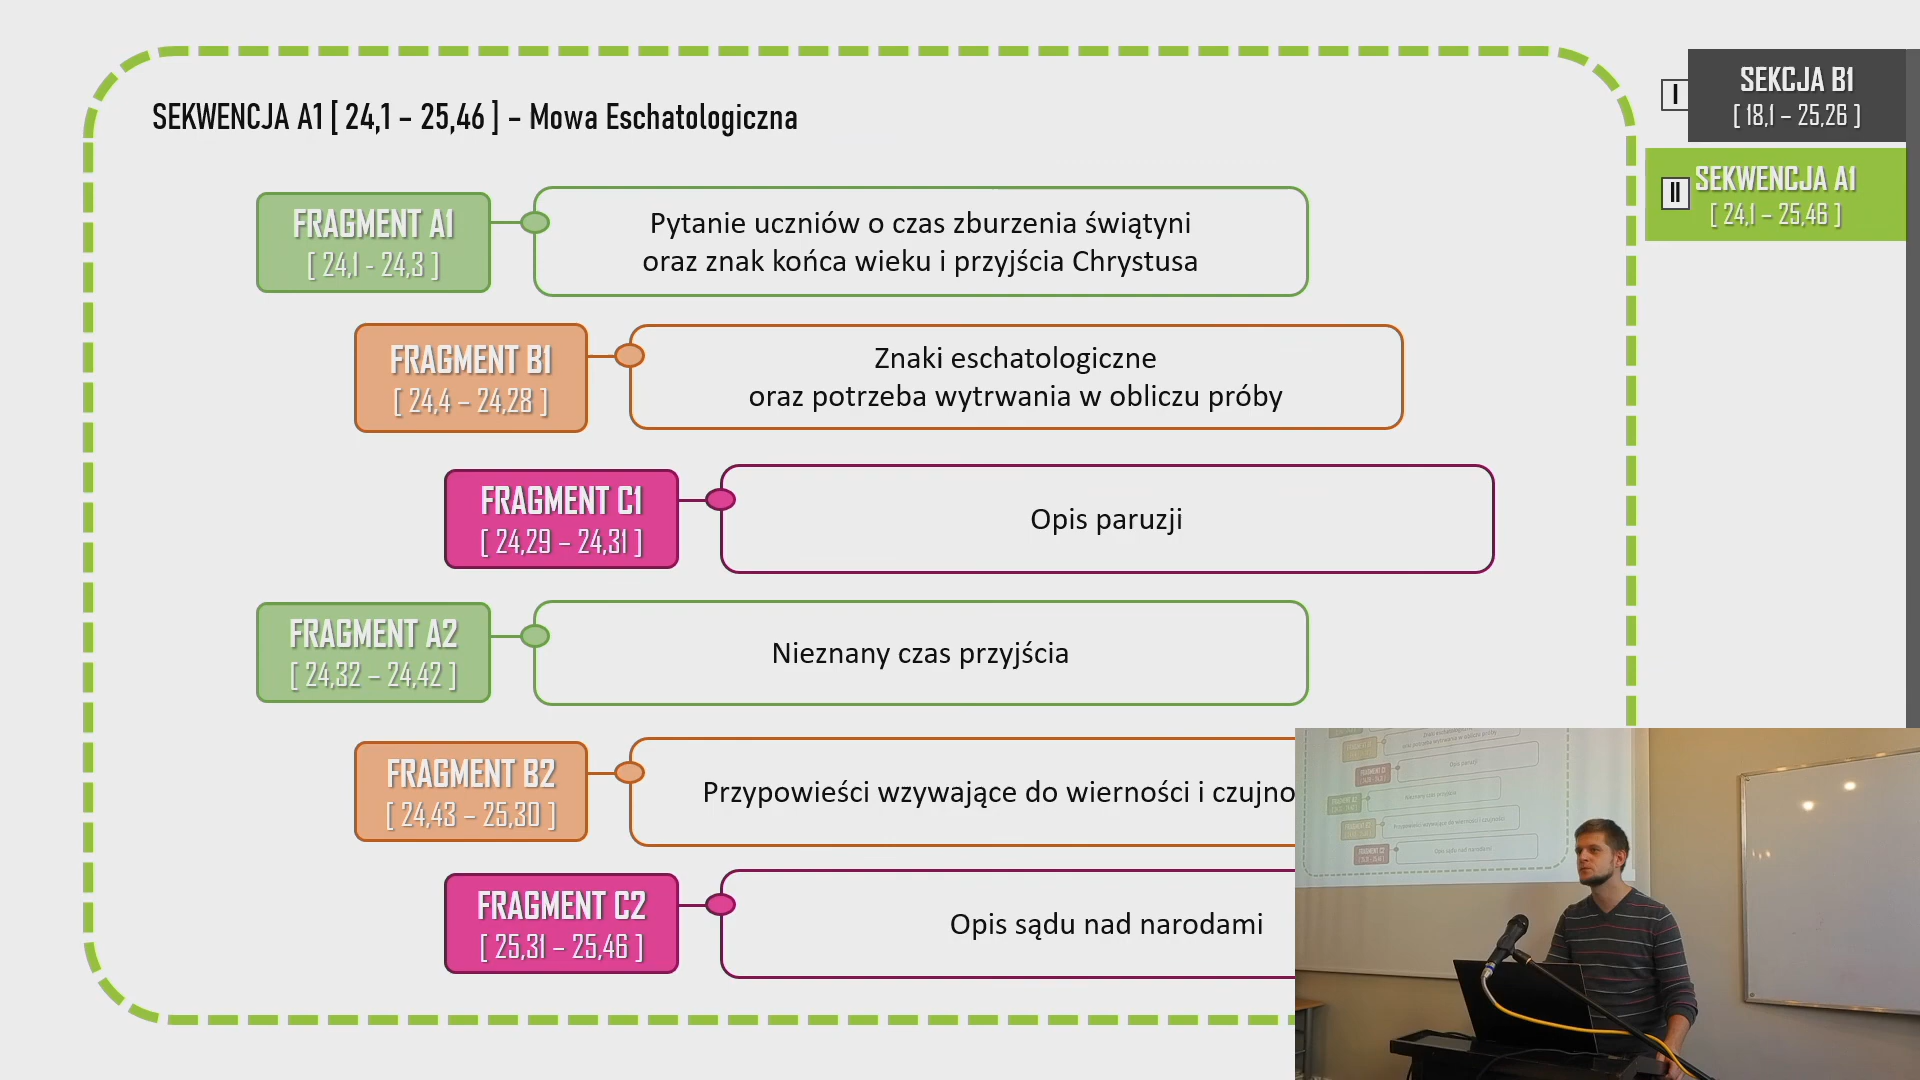 SEKWENCJA A1 [ 24,1 – 25,46 ] – Mowa Eschatologiczna
FRAGMENT A1
[ 24,1 - 24,3 ]
Pytanie uczniów o czas zburzenia świątyni
oraz znak końca wieku i przyjścia Chrystusa
FRAGMENT B1
[ 24,4 – 24,28 ]
Znaki eschatologiczne
oraz potrzeba wytrwania w obliczu próby
FRAGMENT C1
[ 24,29 – 24,31 ]
Opis paruzji
FRAGMENT A2
[ 24,32 – 24,42 ]
Nieznany czas przyjścia
FRAGMENT B2
[ 24,43 – 25,30 ]
Przypowieści wzywające do wierności i czujno
FRAGMENT C2
[ 25,31 – 25,46 ]
Opis sądu nad narodami
I
SEKCJA B1
[ 18,1 – 25,26 ]
II
SEKWENCJA A1
[ 24,1 – 25,46 ]